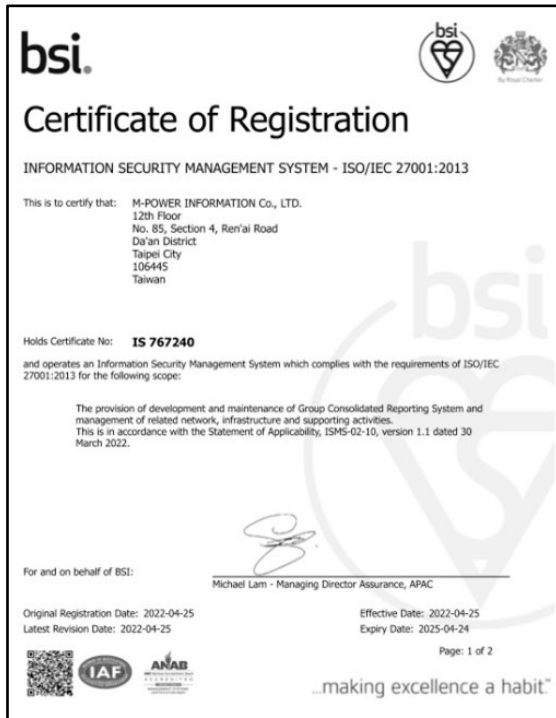 bsi.
bsi
By Royal Charter
Certificate of Registration
INFORMATION SECURITY MANAGEMENT SYSTEM - ISO/IEC 27001:2013
This is to certify that: M-POWER INFORMATION Co., LTD.
12th Floor
No. 85, Section 4, Ren'ai Road
Da'an District
Taipei City
106445
Taiwan
bsi
Holds Certificate No: IS 767240
and operates an Information Security Management System which complies with the requirements of ISO/IEC
27001:2013 for the following scope:
The provision of development and maintenance of Group Consolidated Reporting System and
management of related network, infrastructure and supporting activities.
This is in accordance with the Statement of Applicability, ISMS-02-10, version 1.1 dated 30
March 2022.
For and on behalf of BSI:
Michael Lam - Managing Director Assurance, APAC
Original Registration Date: 2022-04-25 Effective Date: 2022-04-25
Latest Revision Date: 2022-04-25 Expiry Date: 2025-04-24
Page: 1 of 2
IAF
ANAB
ACCREDITED
...making excellence a habit.™